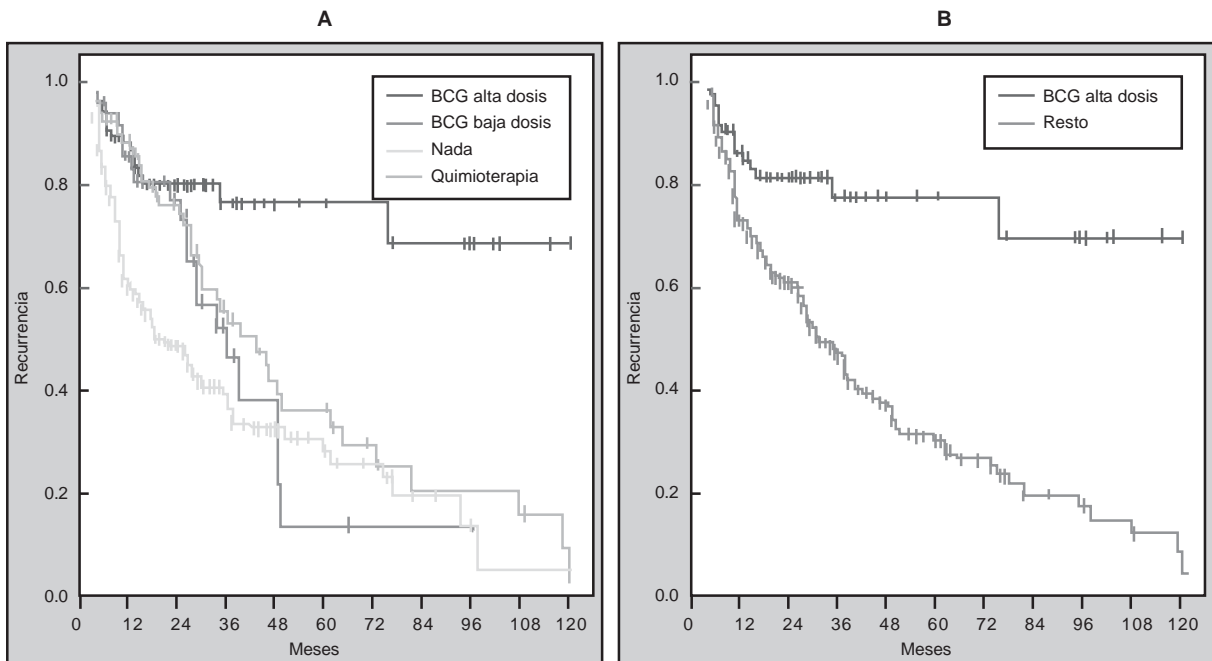 A
1.0
0.8
0.6
0.4
0.2
0.0
Recurrencia
BCG alta dosis
BCG baja dosis
Nada
Quimioterapia
0 12 24 36 48 60 72 84 96 108 120
Meses
B
1.0
0.8
0.6
0.4
0.2
0.0
Recurrencia
BCG alta dosis
Resto
0 12 24 36 48 60 72 84 96 108 120
Meses